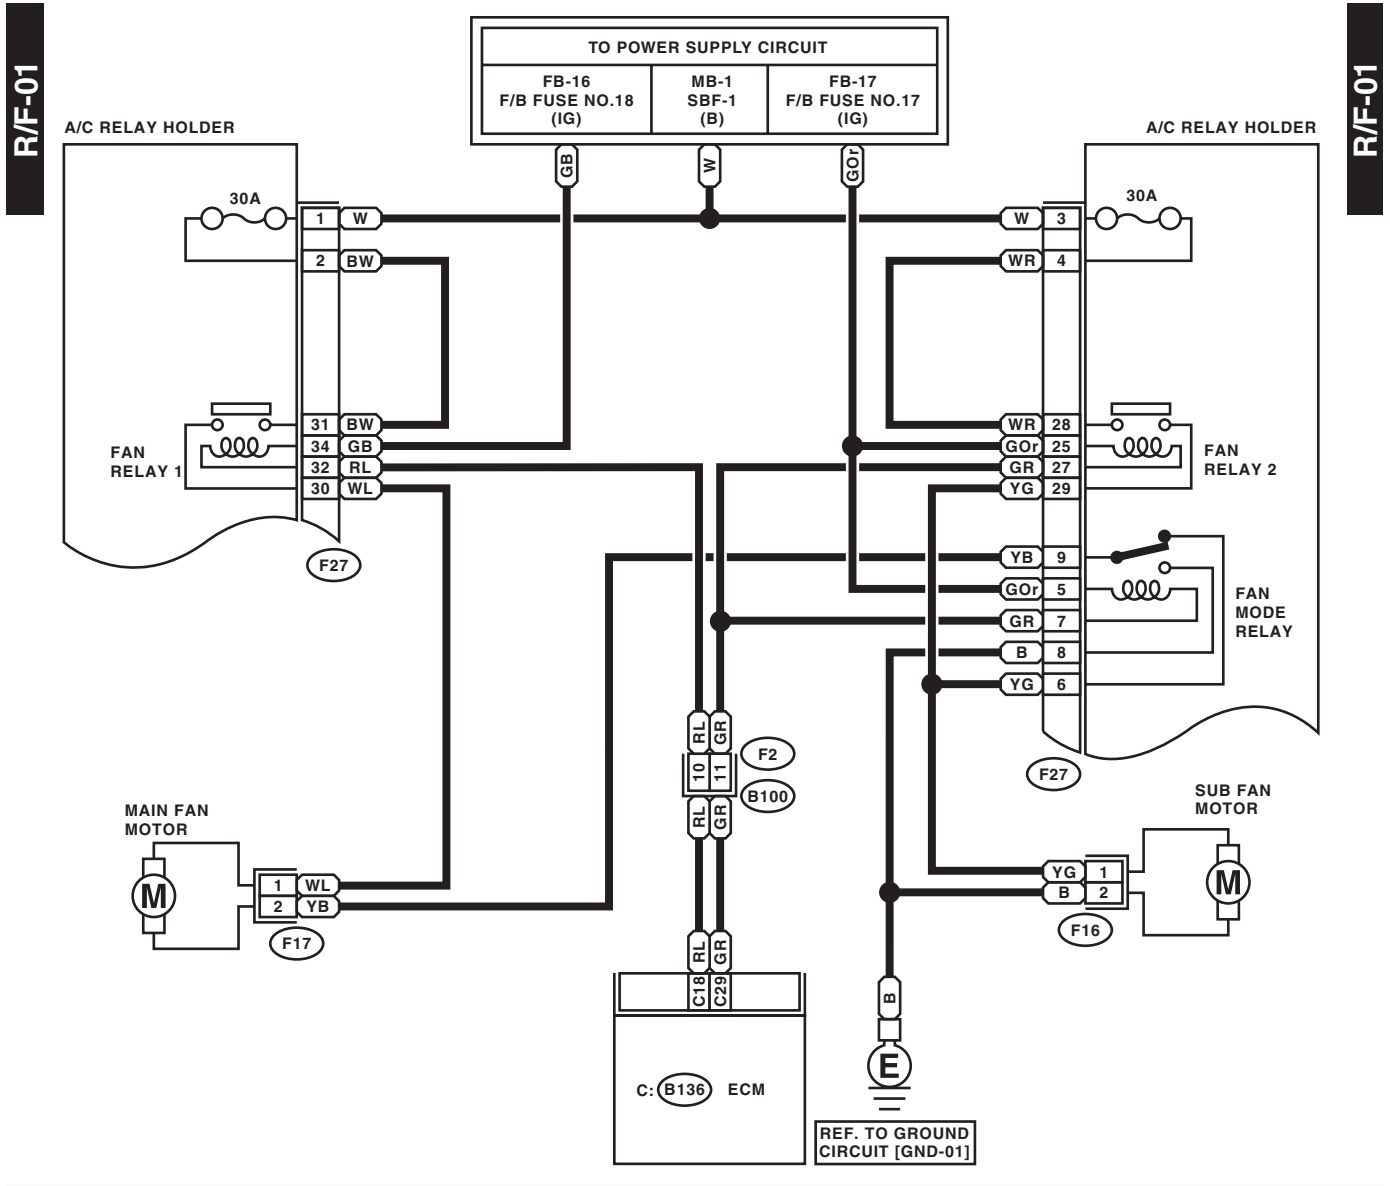 R/F-01
R/F-01
TO POWER SUPPLY CIRCUIT
FB-16
F/B FUSE NO.18
(IG)
MB-1
SBF-1
(B)
FB-17
F/B FUSE NO.17
(IG)
GB
W
GOr
A/C RELAY HOLDER
30A
1 W
2 BW
31 BW
34 GB
32 RL
30 WL
FAN
RELAY 1
F27
A/C RELAY HOLDER
30A
W 3
WR 4
WR 28
GOr 25
GR 27
YG 29
FAN
RELAY 2
YB 9
GOr 5
GR 7
B 8
YG 6
FAN
MODE
RELAY
F27
RL GR
10 11
F2
B100
RL GR
MAIN FAN
MOTOR
M
1 WL
2 YB
F17
SUB FAN
MOTOR
M
YG 1
B 2
F16
RL GR
C18 C29
C: B136 ECM
B
E
REF. TO GROUND
CIRCUIT [GND-01]